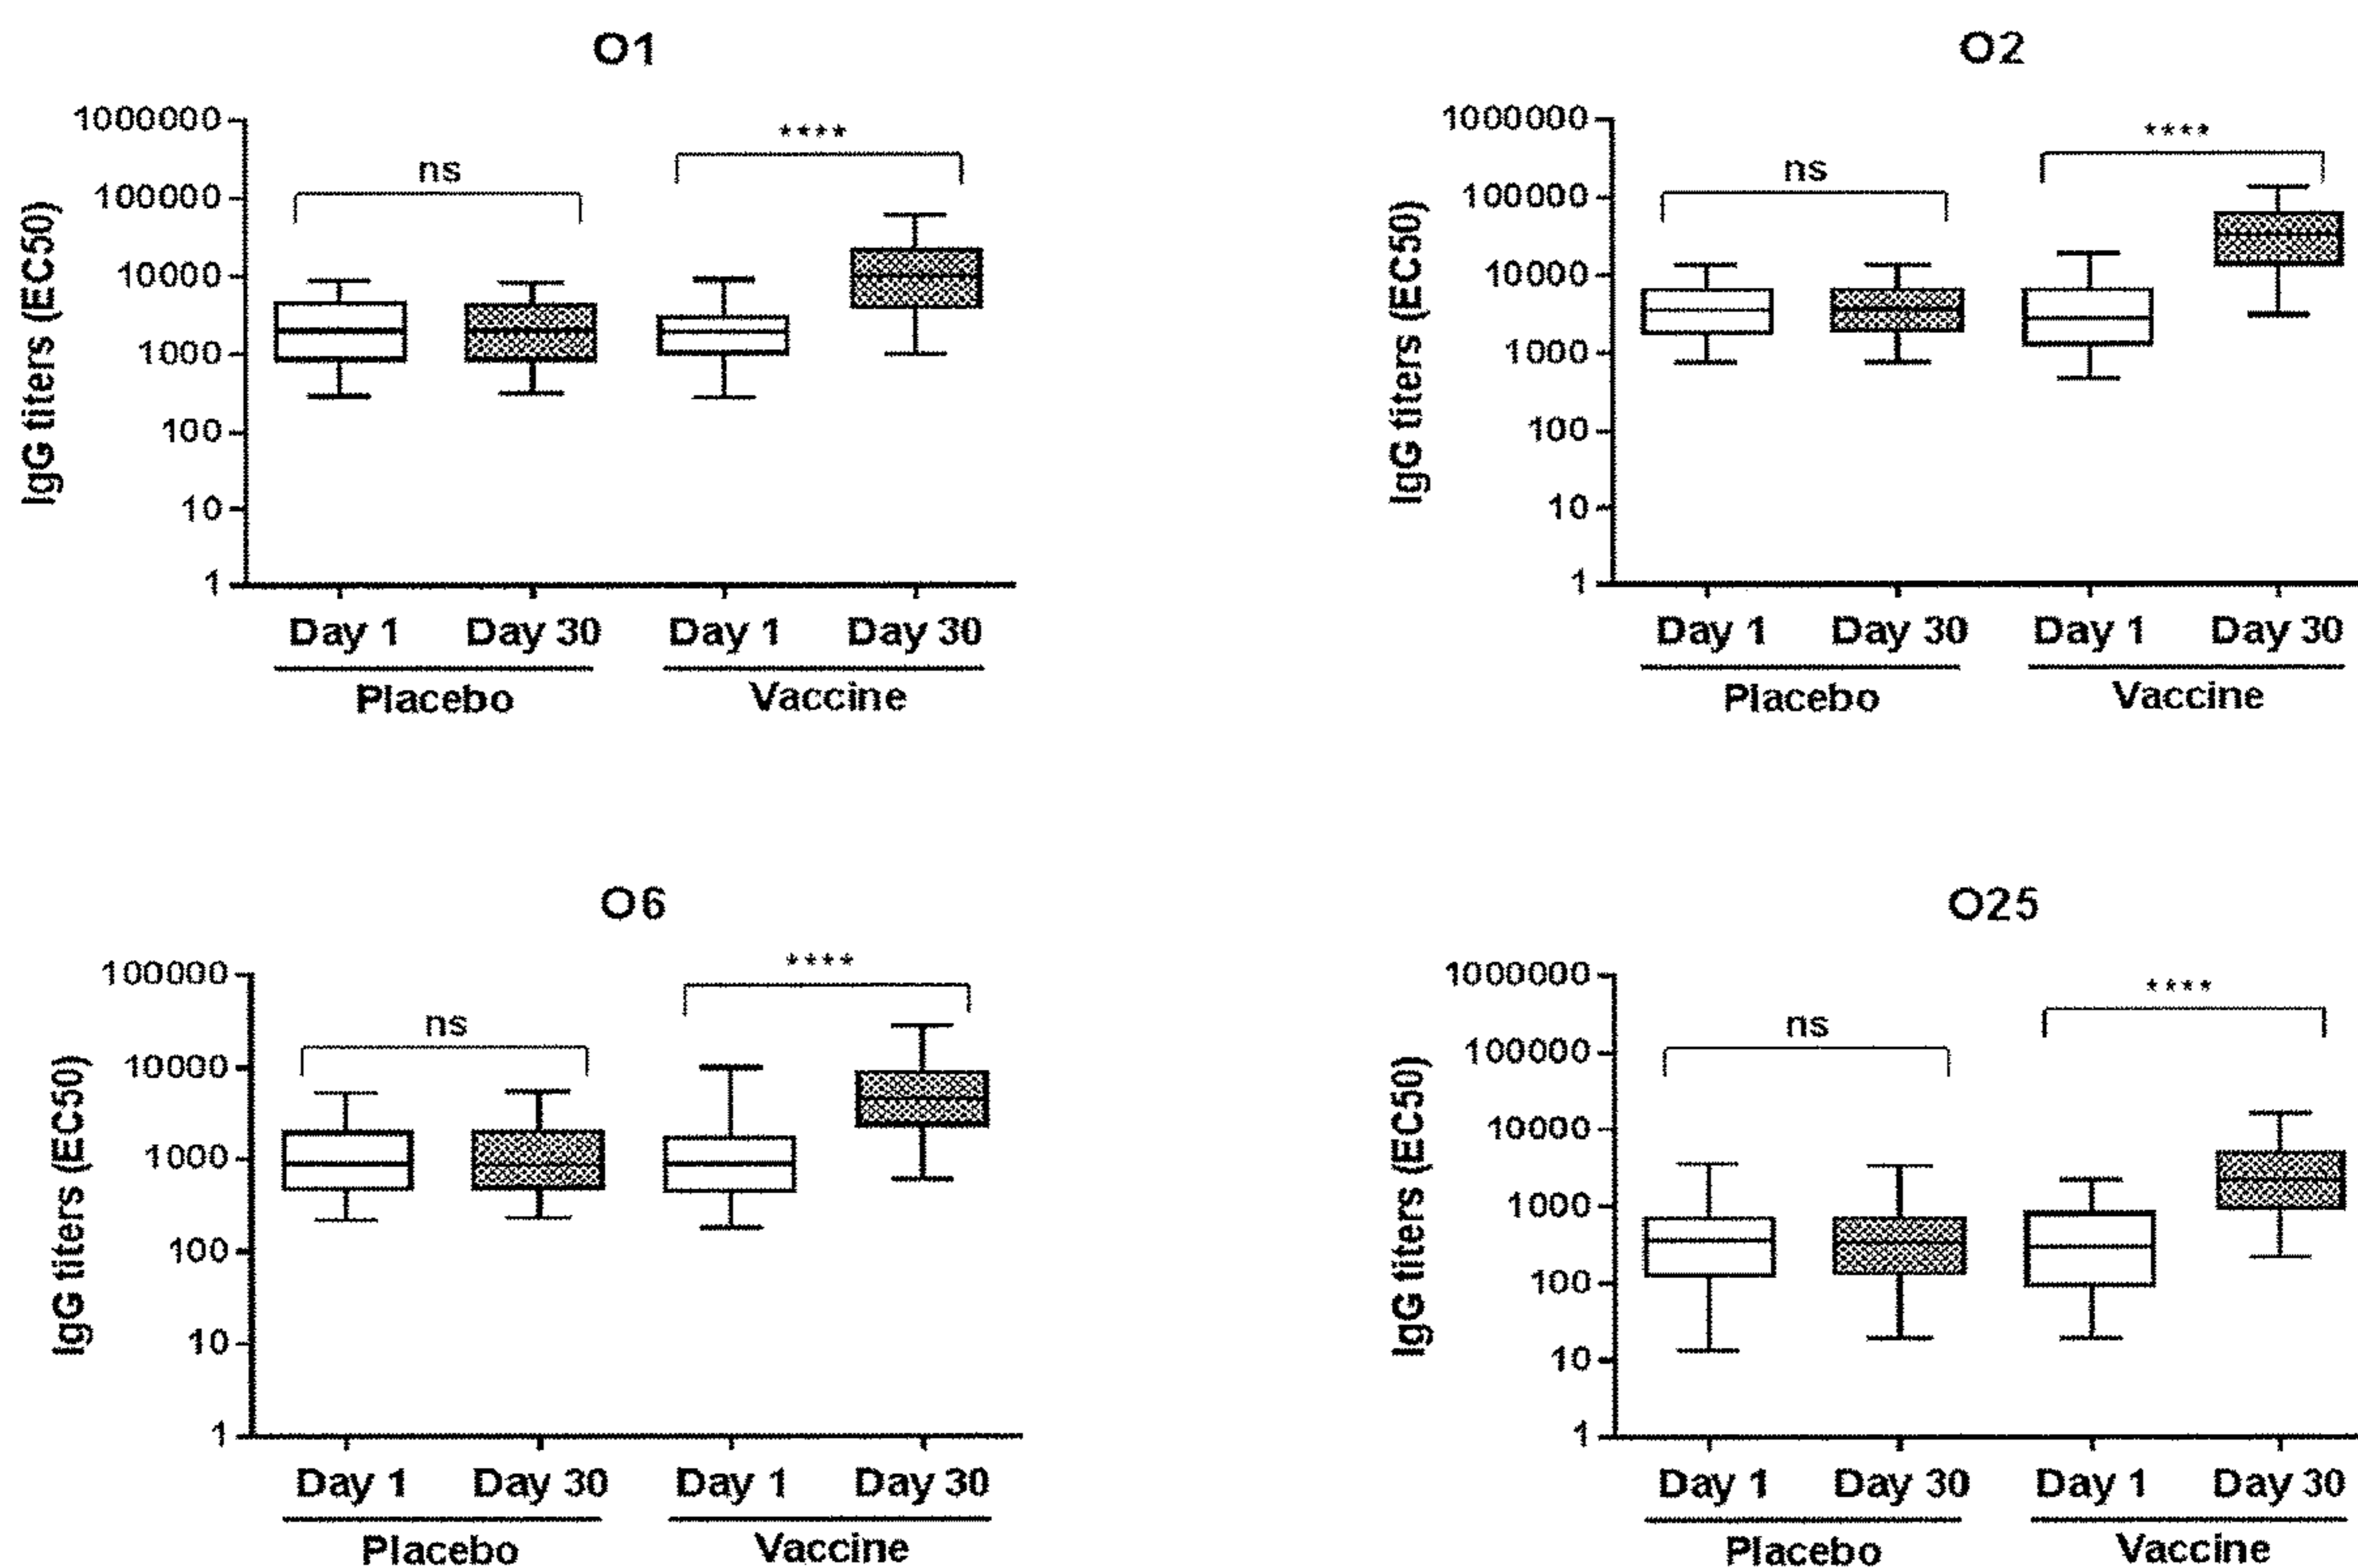 O1
1000000
100000
10000
1000
100
10
1
IgG titers (EC50)
ns
****
Day 1 Day 30 Day 1 Day 30
Placebo Vaccine
O2
1000000
100000
10000
1000
100
10
1
IgG titers (EC50)
ns
****
Day 1 Day 30 Day 1 Day 30
Placebo Vaccine
O6
100000
10000
1000
100
10
1
IgG titers (EC50)
ns
****
Day 1 Day 30 Day 1 Day 30
Placebo Vaccine
O25
1000000
100000
10000
1000
100
10
1
IgG titers (EC50)
ns
****
Day 1 Day 30 Day 1 Day 30
Placebo Vaccine